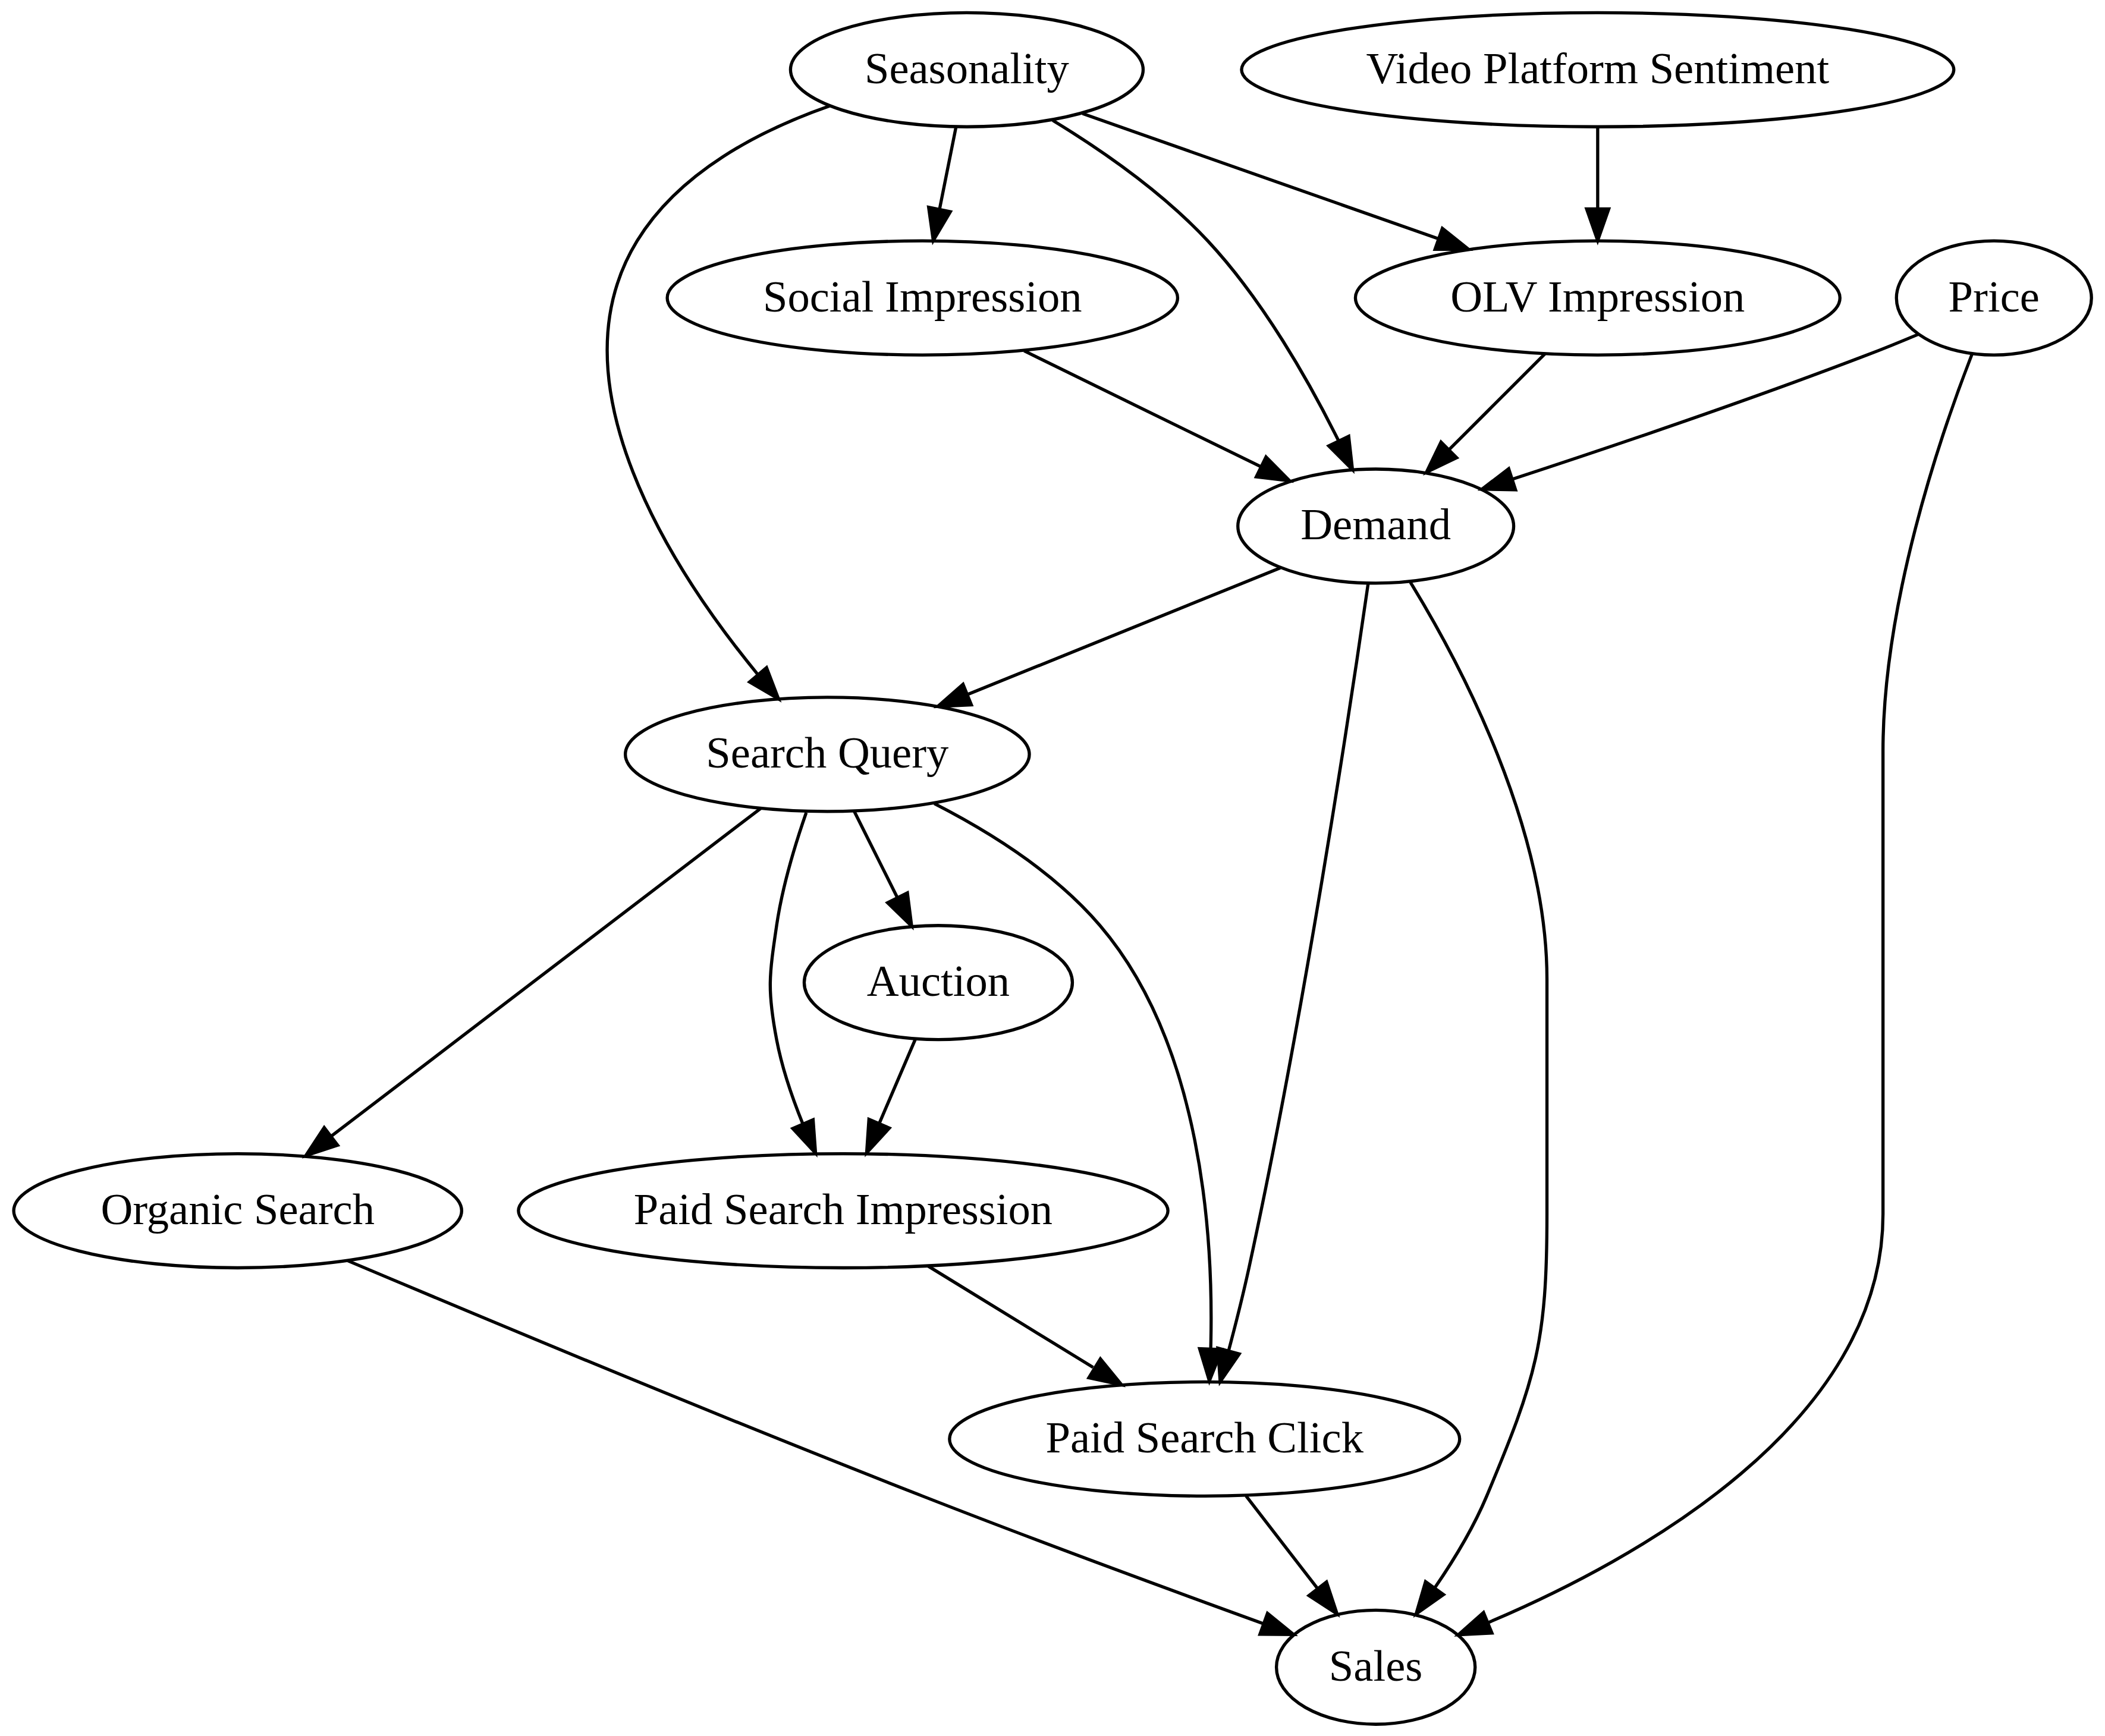 Seasonality
Video Platform Sentiment
Social Impression
OLV Impression
Price
Demand
Search Query
Auction
Organic Search
Paid Search Impression
Paid Search Click
Sales